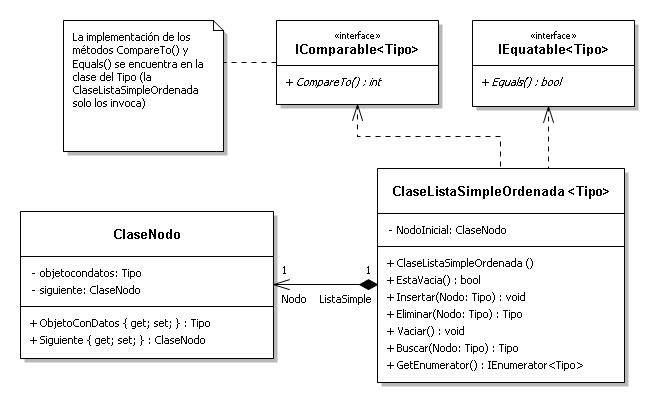 La implementación de los
métodos CompareTo() y
Equals() se encuentra en la
clase del Tipo (la
ClaseListaSimpleOrdenada
solo los invoca)
«interface»
IComparable<Tipo>
+ CompareTo() : int
«interface»
IEquatable<Tipo>
+ Equals() : bool
ClaseListaSimpleOrdenada <Tipo>
- NodoInicial: ClaseNodo
+ ClaseListaSimpleOrdenada ()
+ EstaVacia() : bool
+ Insertar(Nodo: Tipo) : void
+ Eliminar(Nodo: Tipo) : Tipo
+ Vaciar() : void
+ Buscar(Nodo: Tipo) : Tipo
+ GetEnumerator() : IEnumerator<Tipo>
ClaseNodo
- objetocondatos: Tipo
- siguiente: ClaseNodo
+ ObjetoConDatos { get; set; } : Tipo
+ Siguiente { get; set; } : ClaseNodo
1 1
Nodo ListaSimple